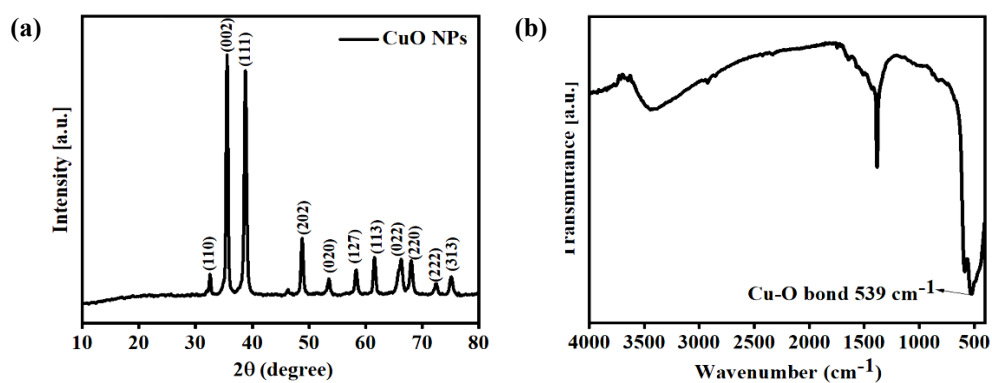 (a)
CuO NPs
(110)
(002)
(111)
(202)
(020)
(127)
(113)
(022)
(220)
(222)
(313)
Intensity [a.u.]
10 20 30 40 50 60 70 80
2θ (degree)
(b)
Transmittance [a.u.]
Cu-O bond 539 cm⁻¹
4000 3500 3000 2500 2000 1500 1000 500
Wavenumber (cm⁻¹)